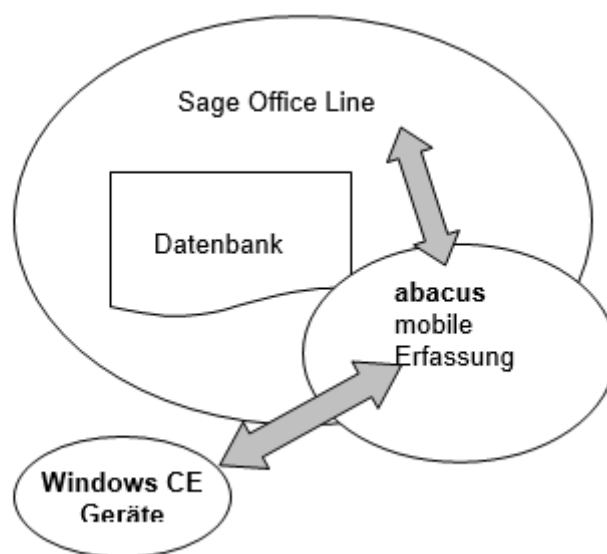 Sage Office Line
Datenbank
abacus
mobile
Erfassung
Windows CE
Geräte